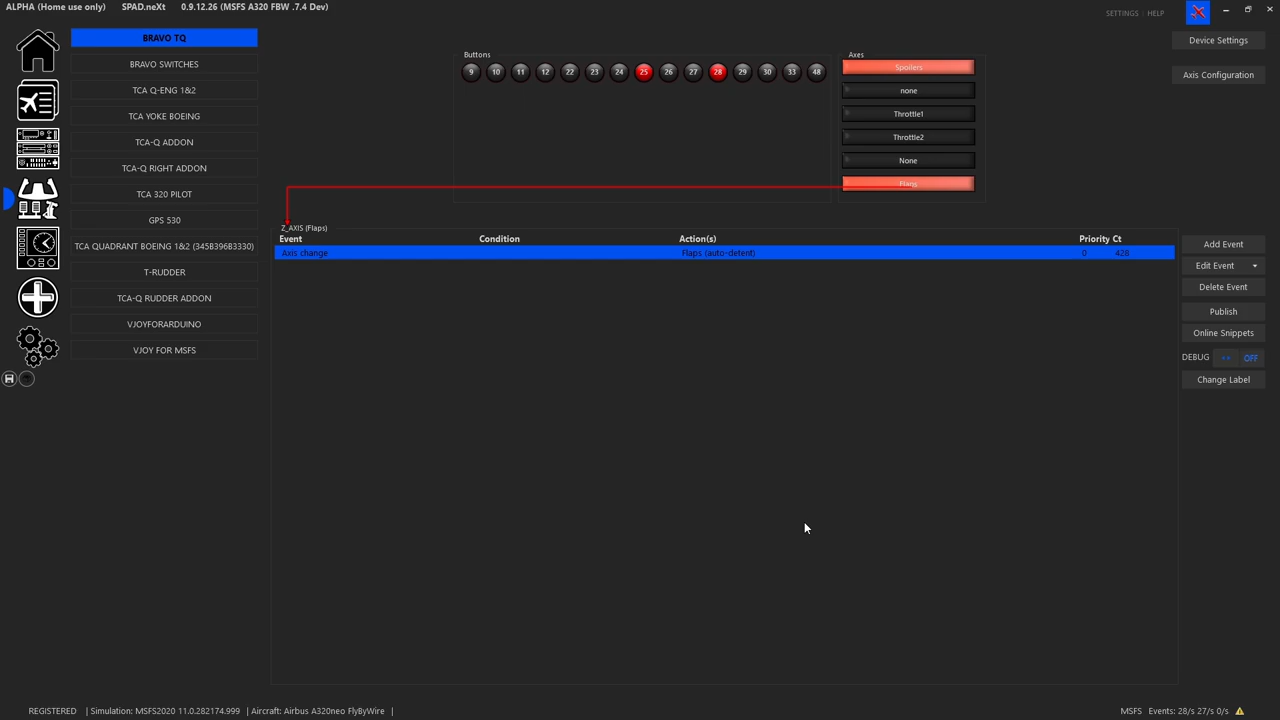 ALPHA (Home use only) SPAD.neXt 0.9.12.26 (MSFS A320 FBW .7.4 Dev)
SETTINGS HELP
BRAVO TQ
BRAVO SWITCHES
TCA Q-ENG 1&2
TCA YOKE BOEING
TCA-Q ADDON
TCA-Q RIGHT ADDON
TCA 320 PILOT
GPS 530
TCA QUADRANT BOEING 1&2 (345B396B3330)
T-RUDDER
TCA-Q RUDDER ADDON
VJOYFORARDUINO
VJOY FOR MSFS
Buttons
9 10 11 12 22 23 24 25 26 27 28 29 30 33 48
Axes
Spoilers
none
Throttle1
Throttle2
None
Flaps
Device Settings
Axis Configuration
Z_AXIS (Flaps)
Event Condition Action(s) Priority Ct
Axis change Flaps (auto-detent) 0 428
Add Event
Edit Event
Delete Event
Publish
Online Snippets
DEBUG ++ OFF
Change Label
REGISTERED | Simulation: MSFS2020 11.0.282174.999 | Aircraft: Airbus A320neo FlyByWire |
MSFS Events: 28/s 27/s 0/s